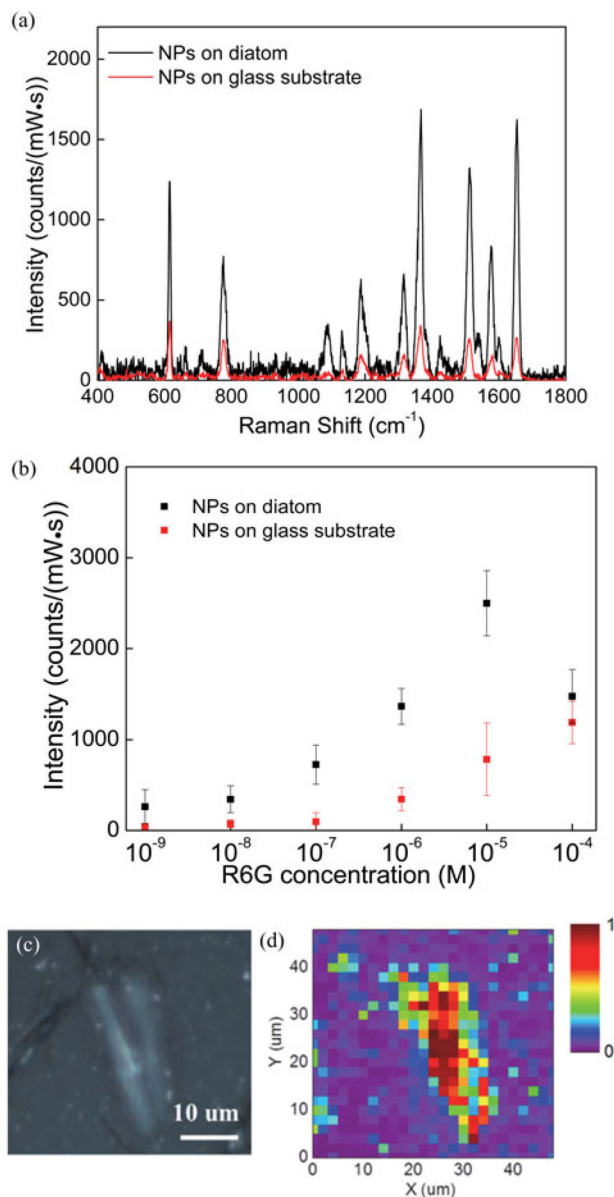 (a)
2000
1500
1000
500
0
NPs on diatom
NPs on glass substrate
Intensity (counts/(mW•s))
400 600 800 1000 1200 1400 1600 1800
Raman Shift (cm⁻¹)
(b)
4000
3000
2000
1000
0
NPs on diatom
NPs on glass substrate
Intensity (counts/(mW•s))
10⁻⁹ 10⁻⁸ 10⁻⁷ 10⁻⁶ 10⁻⁵ 10⁻⁴
R6G concentration (M)
(c)
10 um
(d)
1
0
40
30
20
10
0
Y (um)
0 10 20 30 40
X (um)